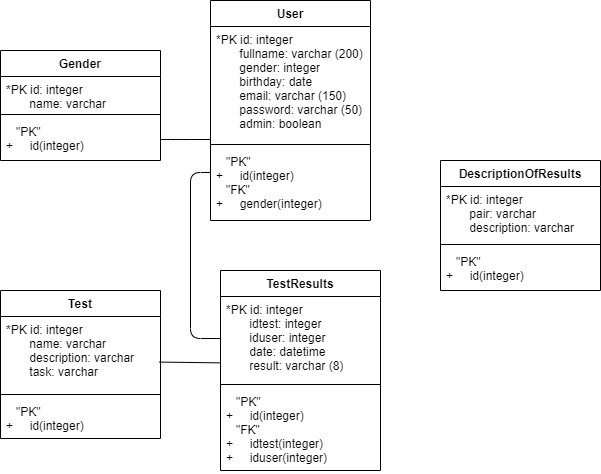 User
*PK id: integer
fullname: varchar (200)
gender: integer
birthday: date
email: varchar (150)
password: varchar (50)
admin: boolean
"PK"
+ id(integer)
"FK"
+ gender(integer)
Gender
*PK id: integer
name: varchar
"PK"
+ id(integer)
DescriptionOfResults
*PK id: integer
pair: varchar
description: varchar
"PK"
+ id(integer)
TestResults
*PK id: integer
idtest: integer
iduser: integer
date: datetime
result: varchar (8)
"PK"
+ id(integer)
"FK"
+ idtest(integer)
+ iduser(integer)
Test
*PK id: integer
name: varchar
description: varchar
task: varchar
"PK"
+ id(integer)